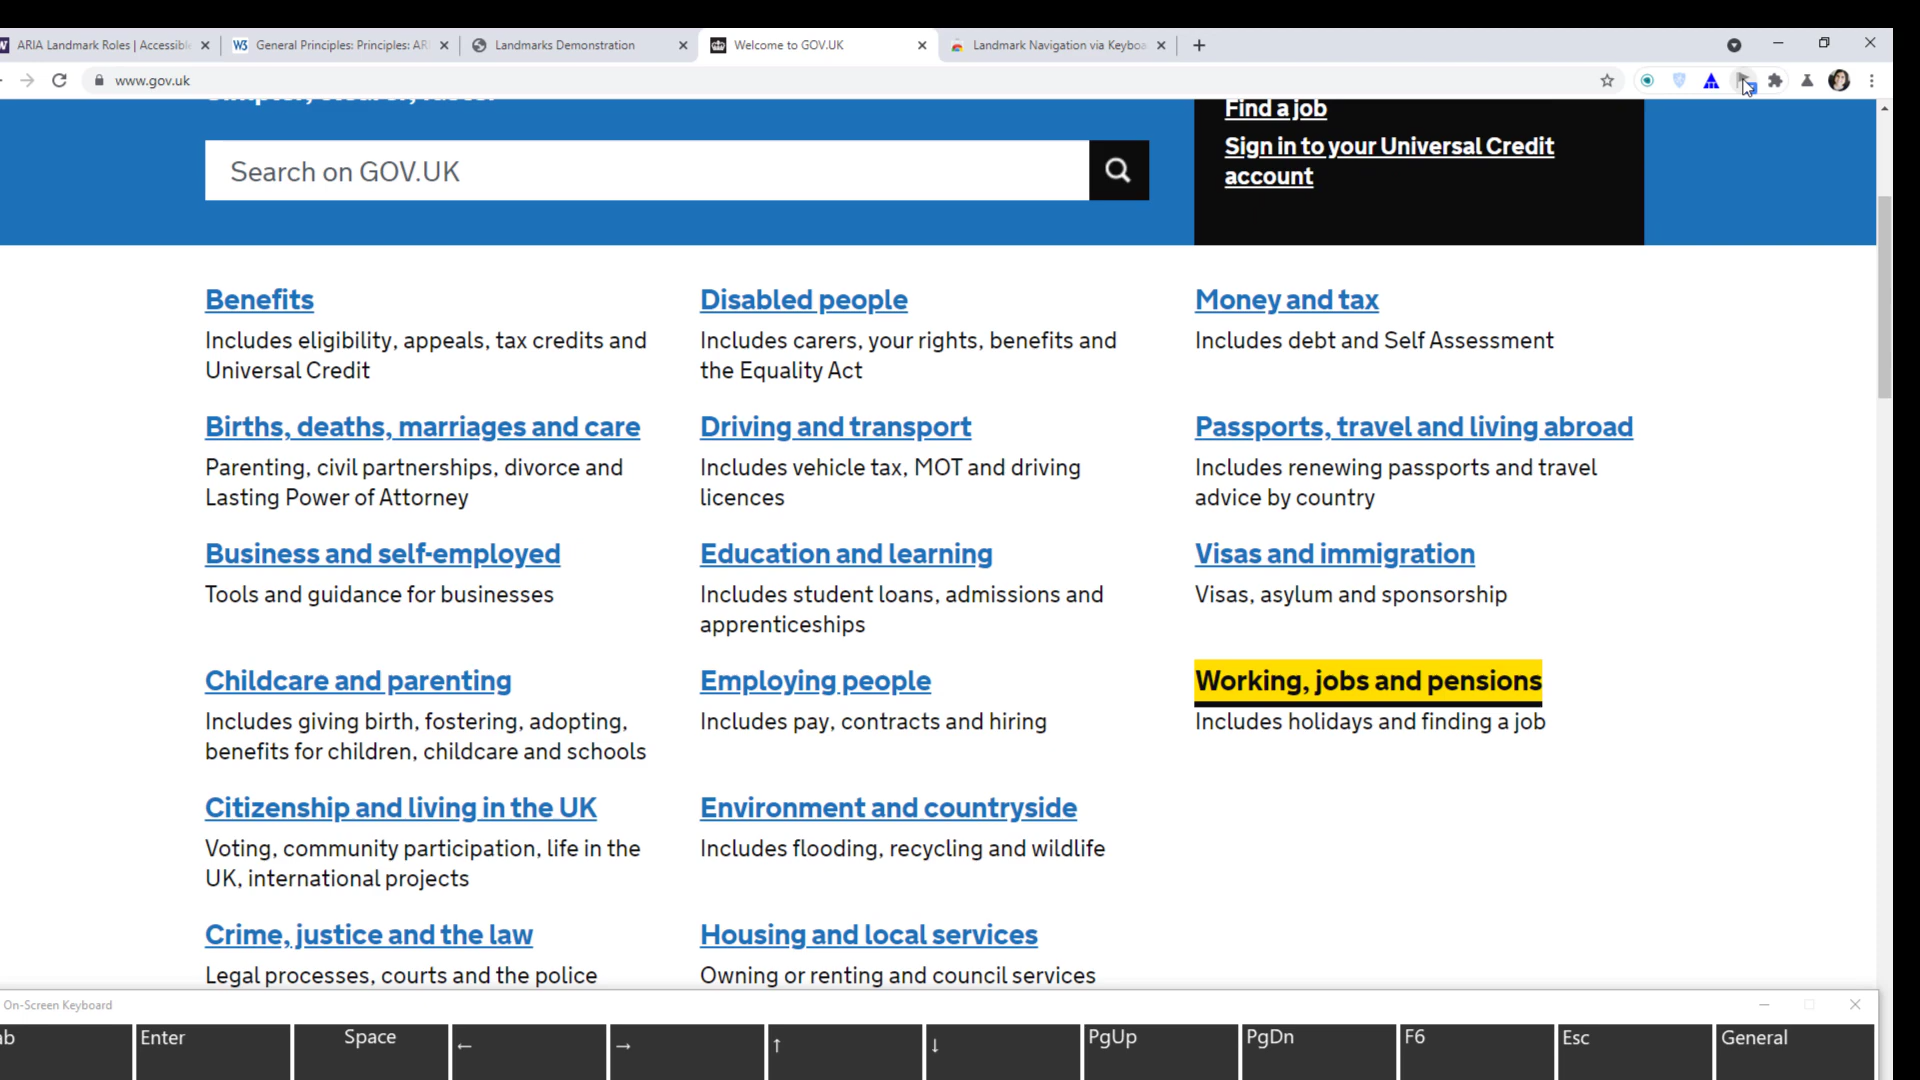 ARIA Landmark Roles | Accessible
General Principles: Principles: AR
Landmarks Demonstration
Welcome to GOV.UK
Landmark Navigation via Keyboa
www.gov.uk
Search on GOV.UK
Find a job
Sign in to your Universal Credit
account
Benefits
Includes eligibility, appeals, tax credits and
Universal Credit
Disabled people
Includes carers, your rights, benefits and
the Equality Act
Money and tax
Includes debt and Self Assessment
Births, deaths, marriages and care
Parenting, civil partnerships, divorce and
Lasting Power of Attorney
Driving and transport
Includes vehicle tax, MOT and driving
licences
Passports, travel and living abroad
Includes renewing passports and travel
advice by country
Business and self-employed
Tools and guidance for businesses
Education and learning
Includes student loans, admissions and
apprenticeships
Visas and immigration
Visas, asylum and sponsorship
Childcare and parenting
Includes giving birth, fostering, adopting,
benefits for children, childcare and schools
Employing people
Includes pay, contracts and hiring
Working, jobs and pensions
Includes holidays and finding a job
Citizenship and living in the UK
Voting, community participation, life in the
UK, international projects
Environment and countryside
Includes flooding, recycling and wildlife
Crime, justice and the law
Legal processes, courts and the police
Housing and local services
Owning or renting and council services
On-Screen Keyboard
ab
Enter
Space
←
→
↑
↓
PgUp
PgDn
F6
Esc
General